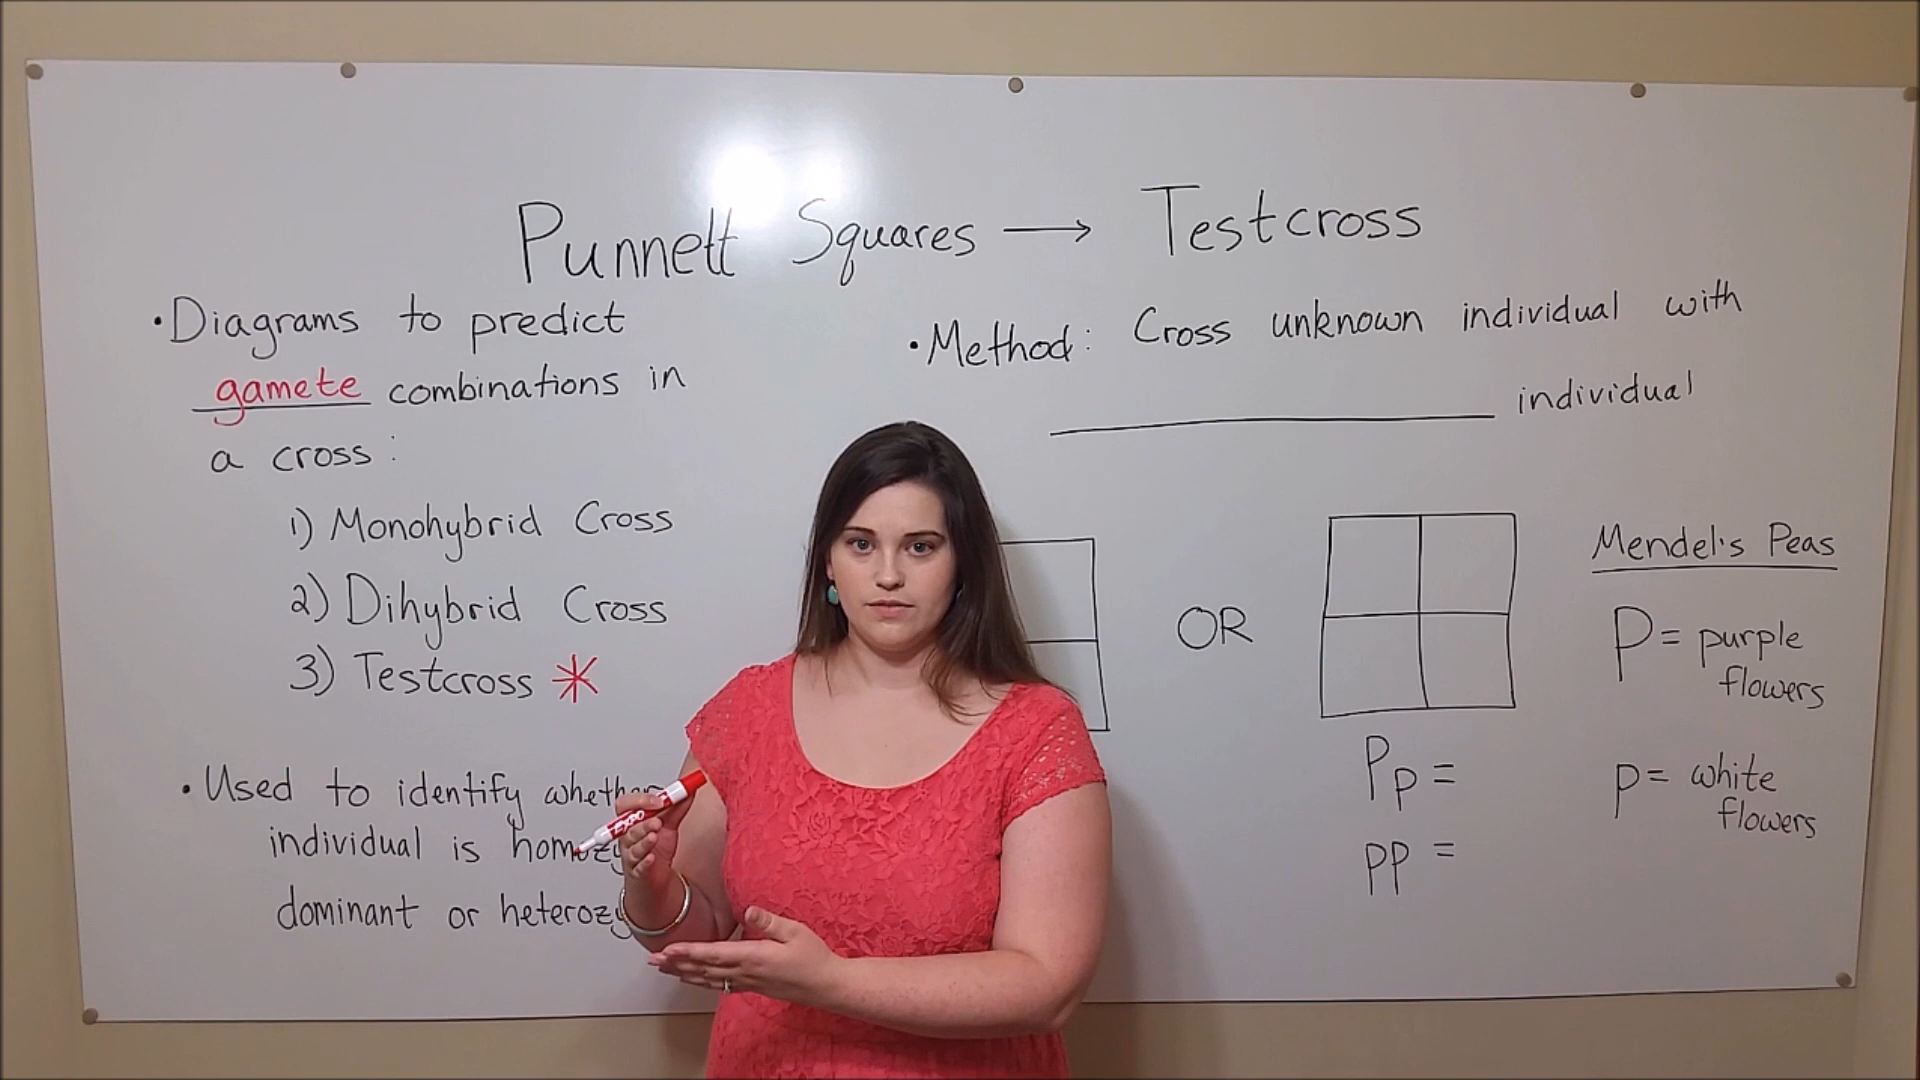 Punnett Squares → Testcross
• Diagrams to predict
gamete combinations in
a cross:
1) Monohybrid Cross
2) Dihybrid Cross
3) Testcross *
• Used to identify whether
individual is
dominant or
• Method: Cross unknown individual with
individual
OR
Pp =
pp =
Mendel's Peas
P = purple
flowers
p = white
flowers
EXPO